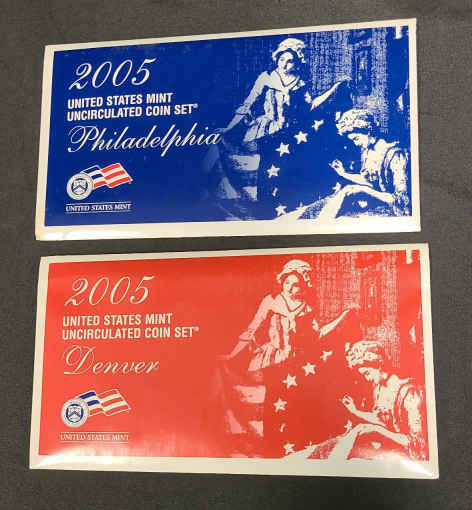 2005
UNITED STATES MINT
UNCIRCULATED COIN SET®
Philadelphia
UNITED STATES MINT
2005
UNITED STATES MINT
UNCIRCULATED COIN SET®
Denver
UNITED STATES MINT